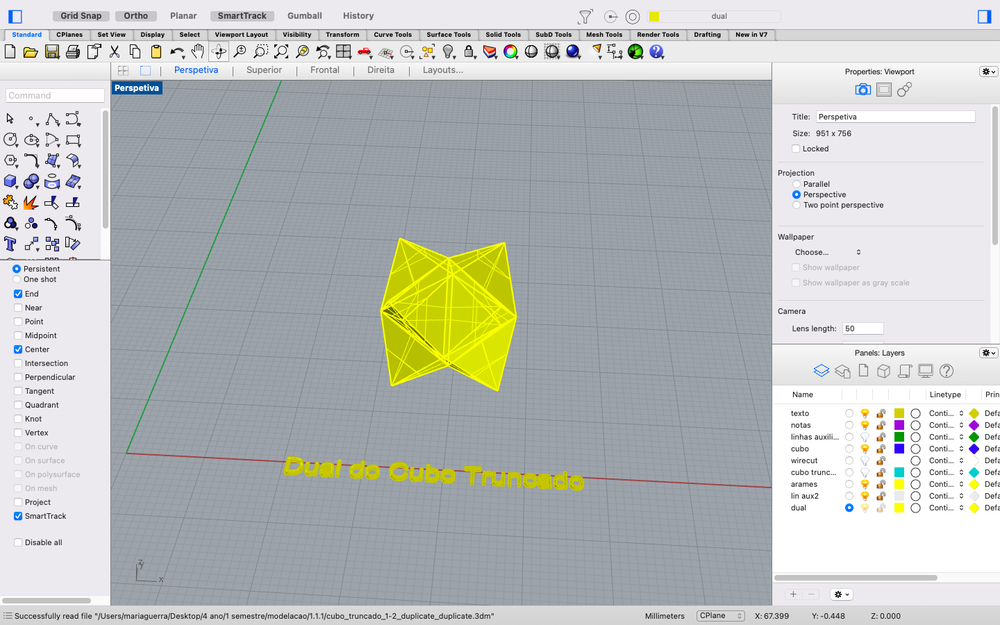 Grid Snap Ortho Planar SmartTrack Gumball History dual
Standard CPlanes Set View Display Select Viewport Layout Visibility Transform Curve Tools Surface Tools Solid Tools SubD Tools Mesh Tools Render Tools Drafting New in V7
Perspetiva Superior Frontal Direita Layouts...
Perspetiva
Command
Persistent
One shot
End
Near
Point
Midpoint
Center
Intersection
Perpendicular
Tangent
Quadrant
Knot
Vertex
On curve
On surface
On polysurface
On mesh
Project
SmartTrack
Disable all
Dual do Cubo Truncado
z
y
x
Properties: Viewport
Title: Perspetiva
Size: 951 x 756
Locked
Projection
Parallel
Perspective
Two point perspective
Wallpaper
Choose...
Show wallpaper
Show wallpaper as gray scale
Camera
Lens length: 50
Panels: Layers
Name Linetype Prin
texto Conti... Defa
notas Conti... Defa
linhas auxili... Conti... Defa
cubo Conti... Defa
wirecut Conti... Defa
cubo trunc... Conti... Defa
arames Conti... Defa
lin aux2 Conti... Defa
dual Conti... Defa
Successfully read file "/Users/mariaguerra/Desktop/4 ano/1 semestre/modelacao/1.1.1/cubo_truncado_1-2_duplicate_duplicate.3dm" Millimeters CPlane X: 67.399 Y: -0.448 Z: 0.000